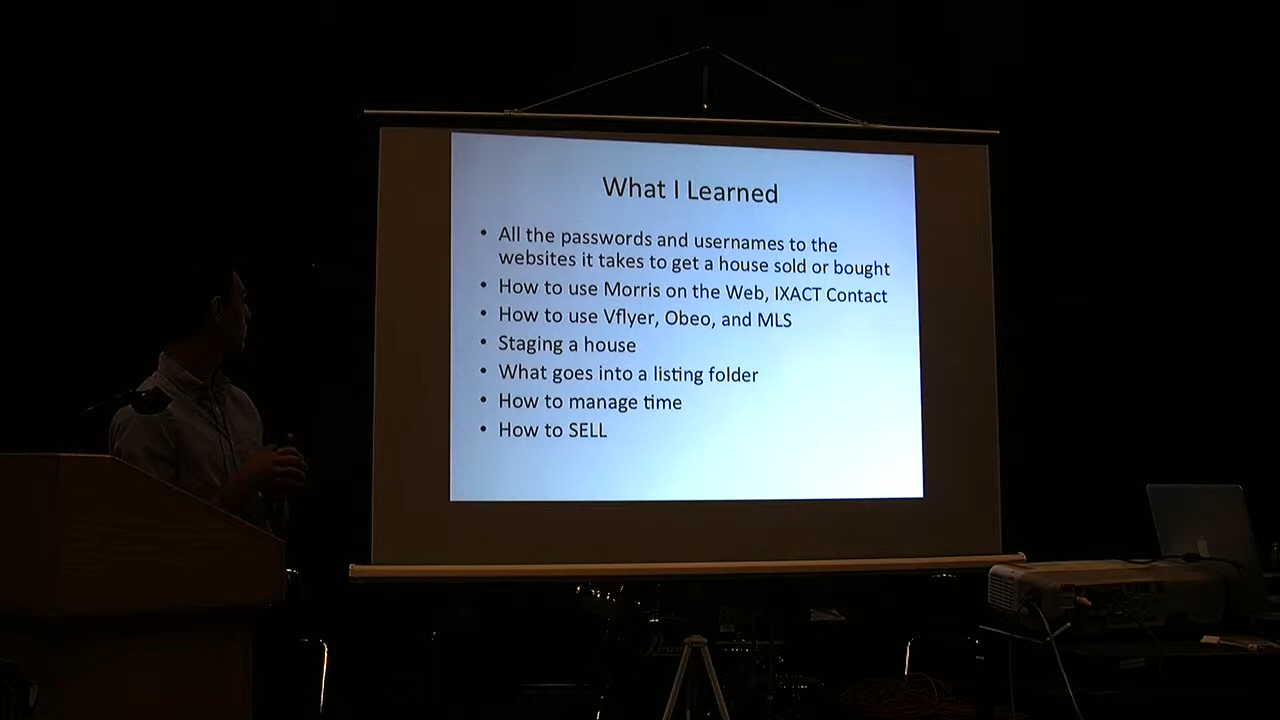 What I Learned
• All the passwords and usernames to the
websites it takes to get a house sold or bought
• How to use Morris on the Web, IXACT Contact
• How to use Vflyer, Obeo, and MLS
• Staging a house
• What goes into a listing folder
• How to manage time
• How to SELL